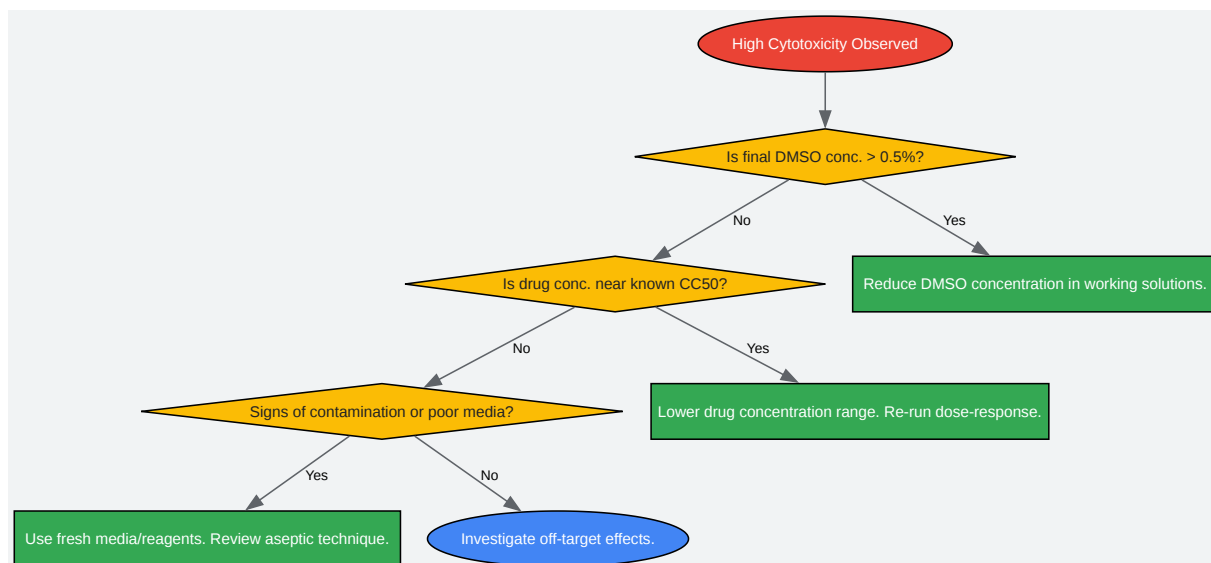 High Cytotoxicity Observed
Is final DMSO conc. > 0.5%?
No
Yes
Is drug conc. near known CC50?
Reduce DMSO concentration in working solutions.
No
Yes
Signs of contamination or poor media?
Lower drug concentration range. Re-run dose-response.
Yes
No
Use fresh media/reagents. Review aseptic technique.
Investigate off-target effects.